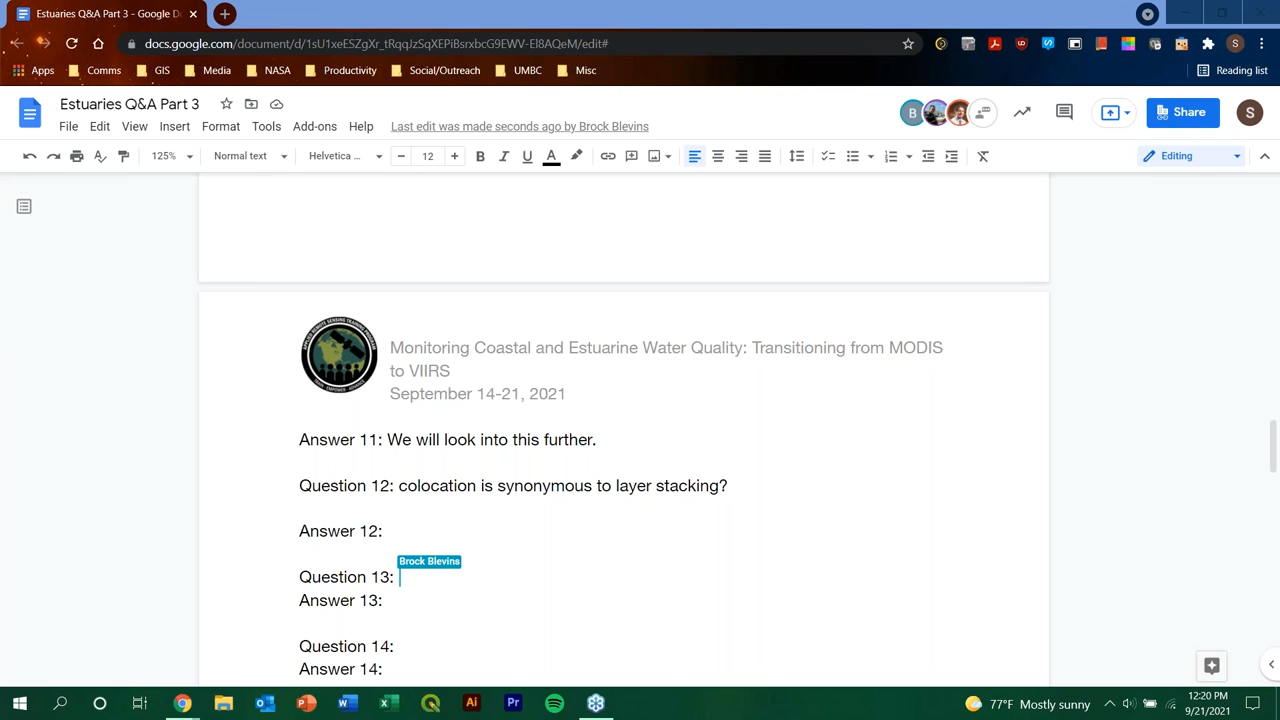 Estuaries Q&A Part 3 - Google D
docs.google.com/document/d/1sU1xeESZgXr_tRqqJzSqXEPiBsrxbcG9EWV-El8AQeM/edit#
Apps
Comms
GIS
Media
NASA
Productivity
Social/Outreach
UMBC
Misc
Reading list
Estuaries Q&A Part 3
B
Share
S
File Edit View Insert Format Tools Add-ons Help Last edit was made seconds ago by Brock Blevins
125% Normal text Helvetica ... 12 B I U A Editing
Monitoring Coastal and Estuarine Water Quality: Transitioning from MODIS
to VIIRS
September 14-21, 2021
Answer 11: We will look into this further.
Question 12: colocation is synonymous to layer stacking?
Answer 12:
Brock Blevins
Question 13:
Answer 13:
Question 14:
Answer 14:
77°F Mostly sunny
12:20 PM
9/21/2021